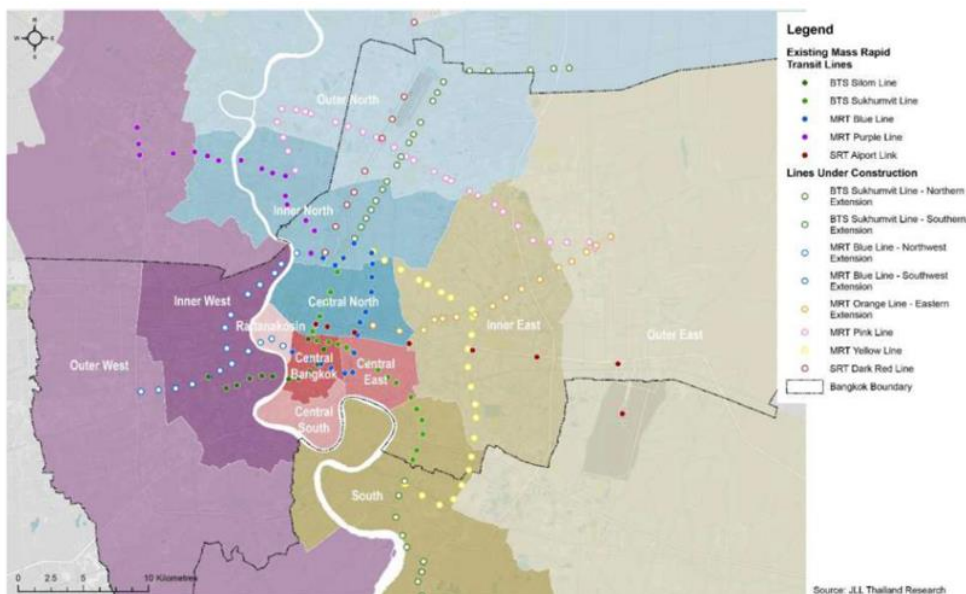 N
W
E
S
Outer North
Inner North
Inner West
Central North
Rattanakosin
Inner East
Outer East
Outer West
Central
Bangkok
Central
East
Central
South
South
0 2.5 5 10 Kilometres
Legend
Existing Mass Rapid
Transit Lines
BTS Silom Line
BTS Sukhumvit Line
MRT Blue Line
MRT Purple Line
SRT Aiport Link
Lines Under Construction
BTS Sukhumvit Line - Northern
Extension
BTS Sukhumvit Line - Southern
Extension
MRT Blue Line - Northwest
Extension
MRT Blue Line - Southwest
Extension
MRT Orange Line - Eastern
Extension
MRT Pink Line
MRT Yellow Line
SRT Dark Red Line
Bangkok Boundary
Source: JLL Thailand Research